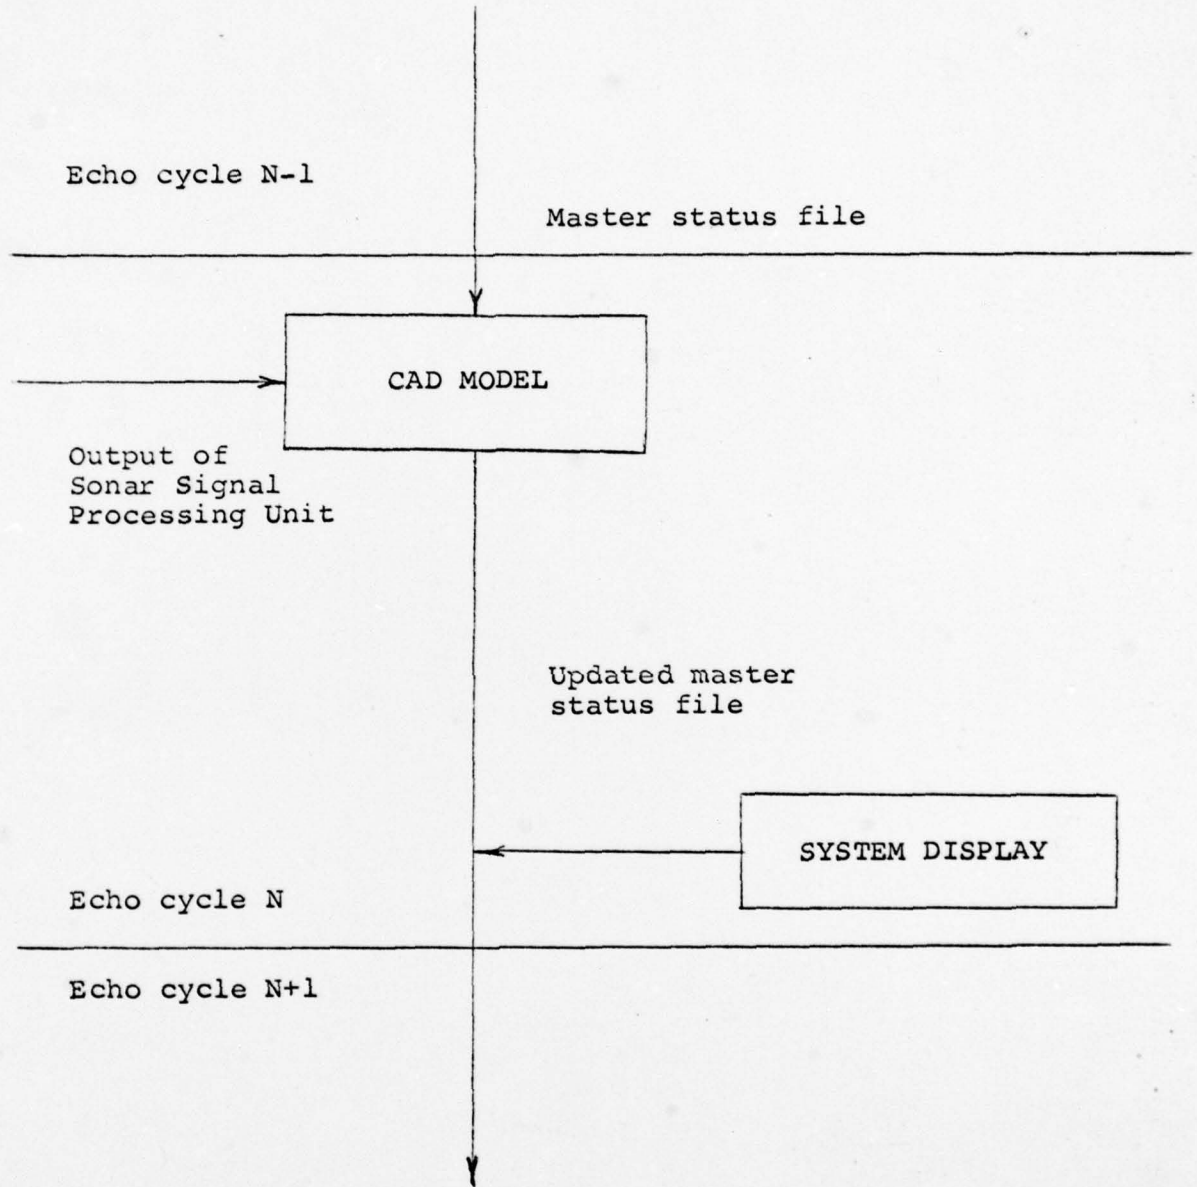 Echo cycle N-1
Master status file
CAD MODEL
Output of
Sonar Signal
Processing Unit
Updated master
status file
SYSTEM DISPLAY
Echo cycle N
Echo cycle N+1